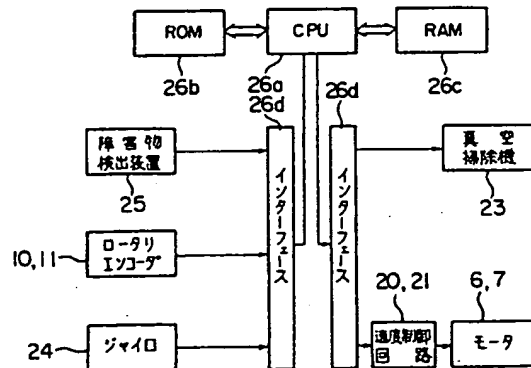 ROM
CPU
RAM
26b
26a
26d
26c
26d
障害物
検出装置
25
インターフェース
インターフェース
真空
掃除機
23
ロータリ
エンコーダ
10,11
20,21
6,7
24
ジャイロ
速度制御
回路
モータ